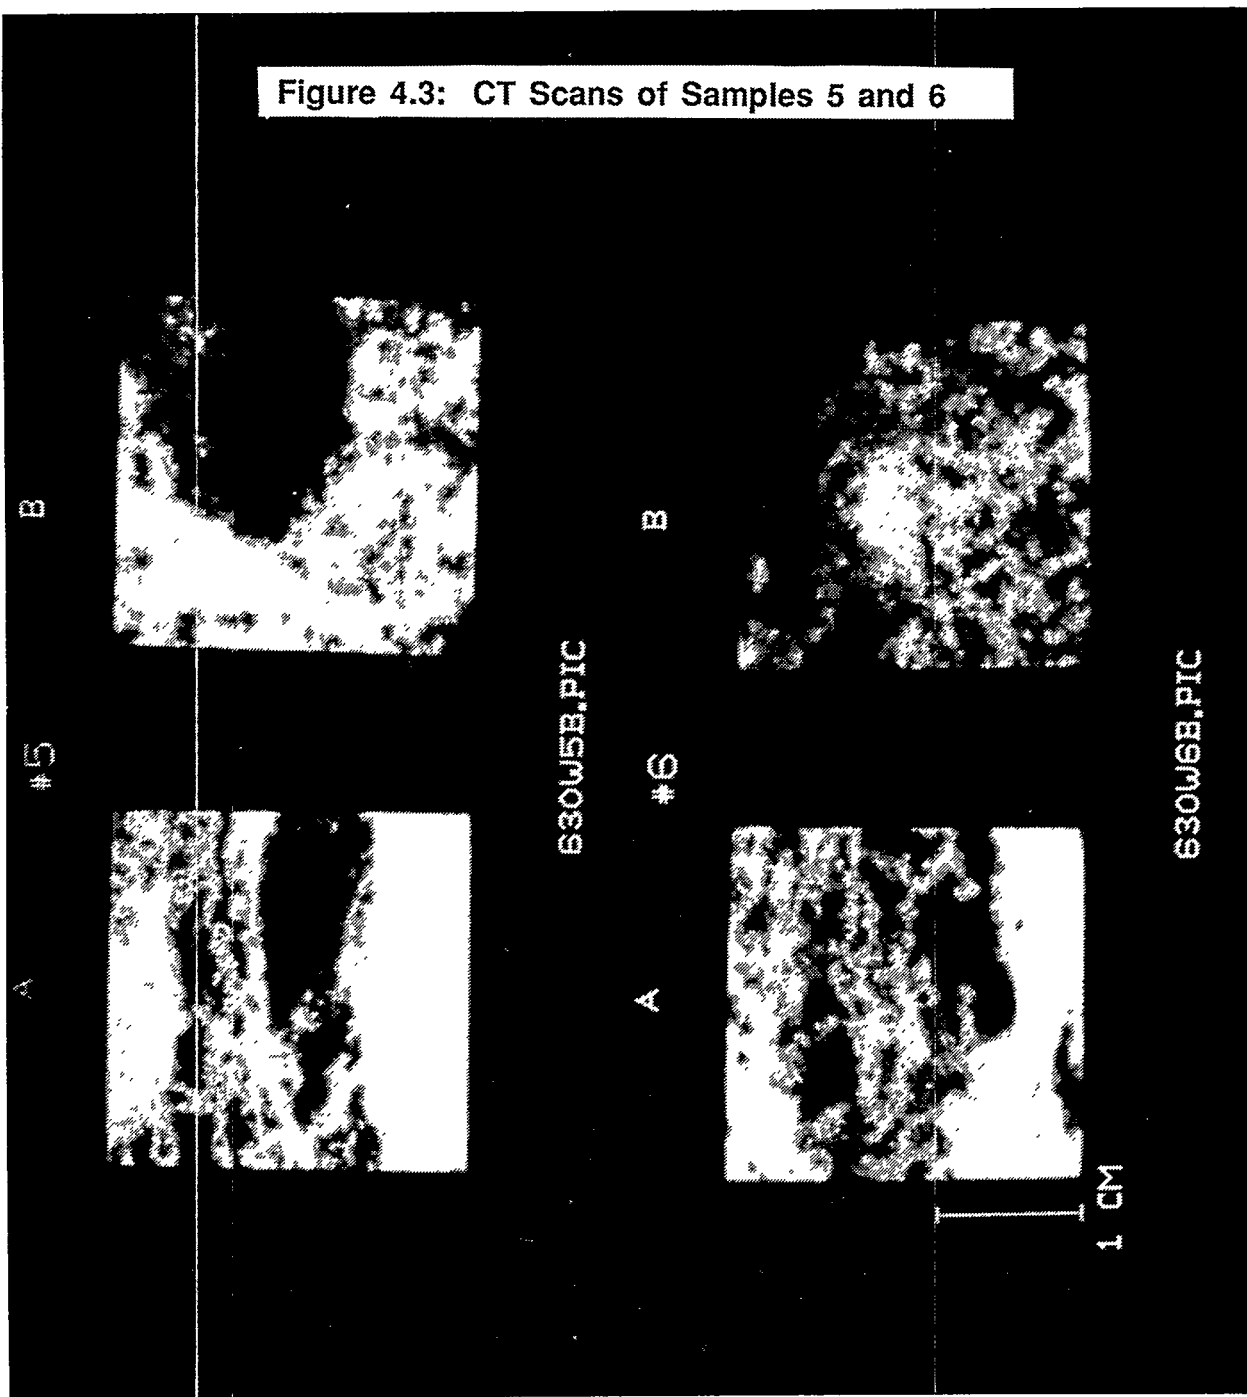 Figure 4.3: CT Scans of Samples 5 and 6
A #5 B
630W5B.PIC
A #6 B
630W6B.PIC
1 CM